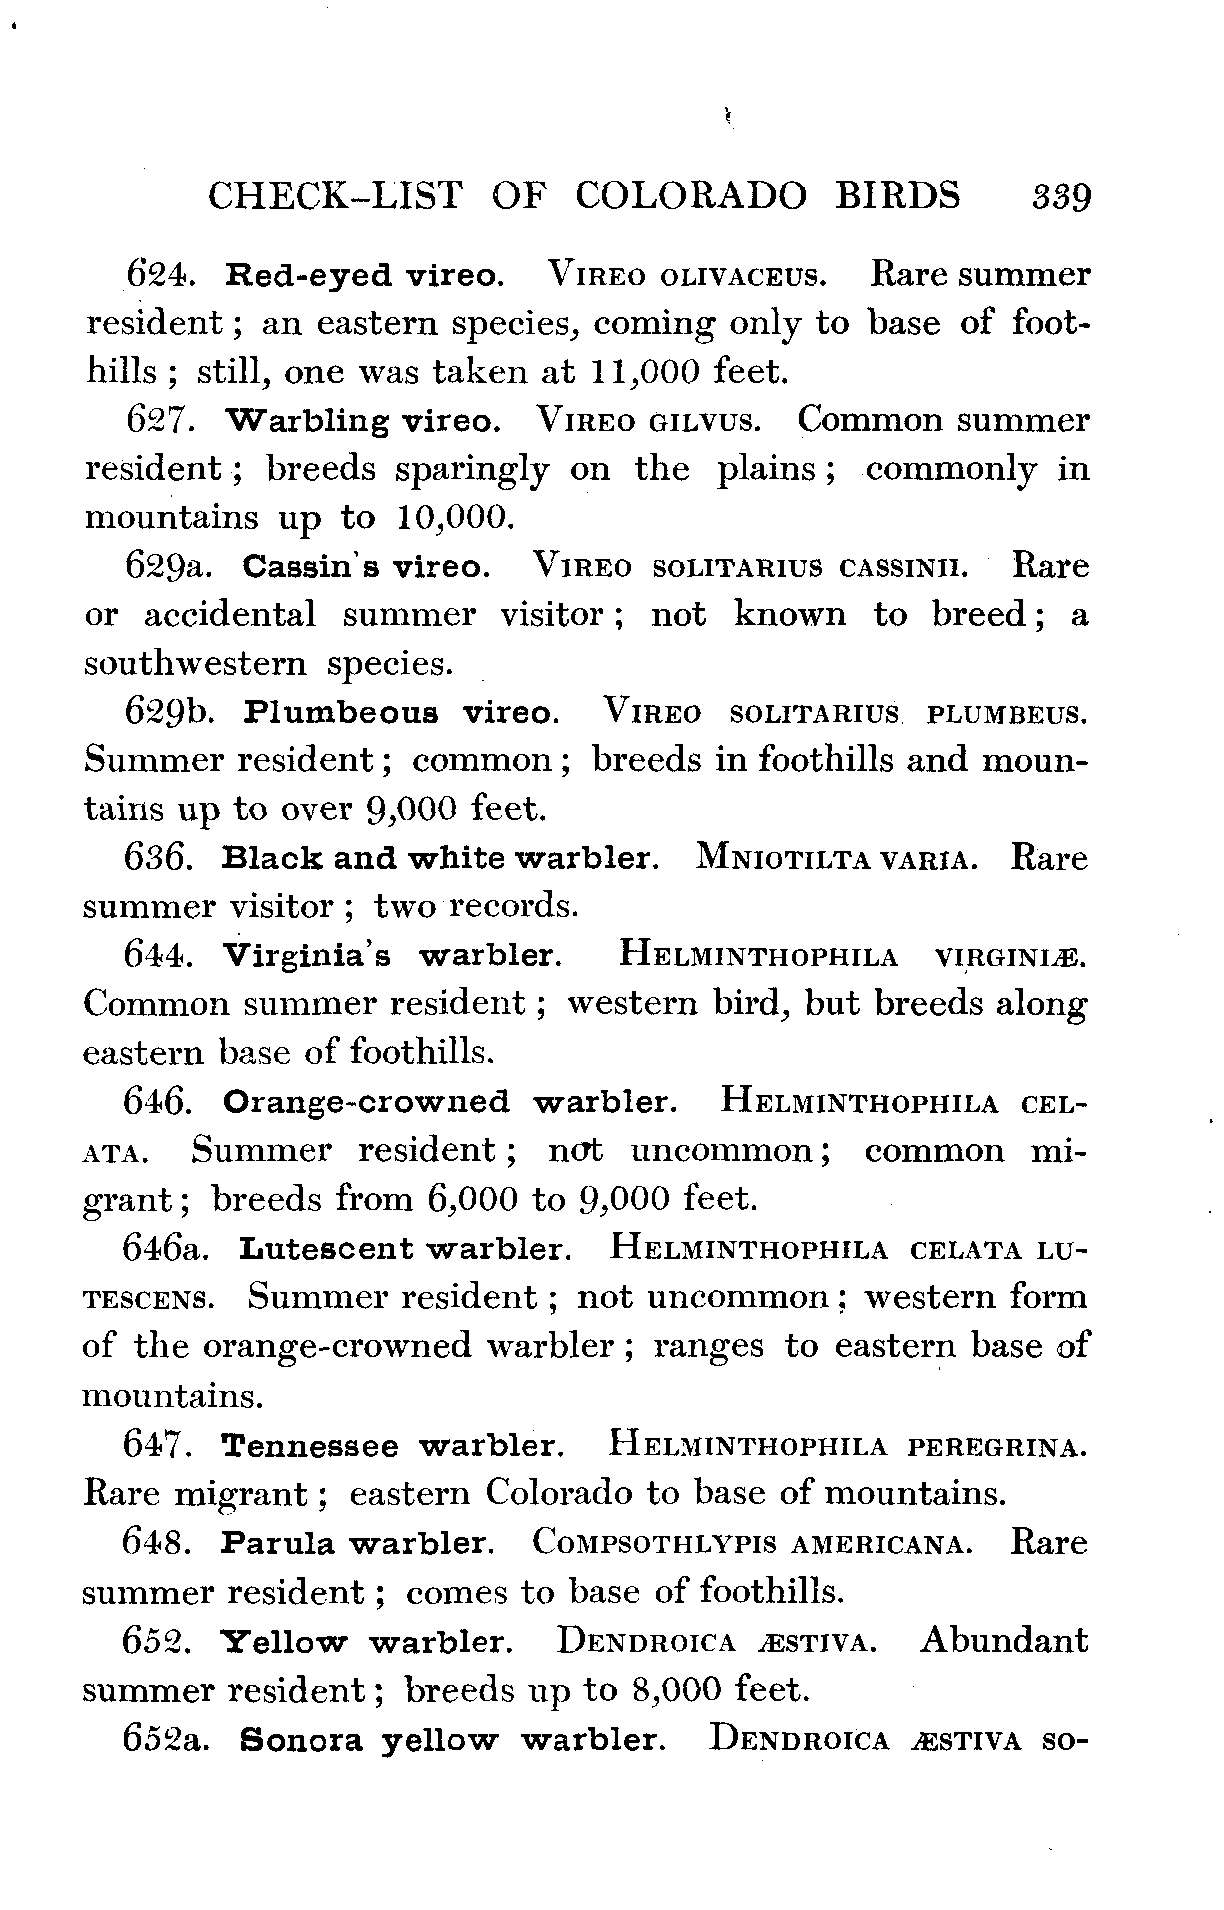 CHECK-LIST OF COLORADO BIRDS 339
624. Red-eyed vireo. VIREO OLIVACEUS. Rare summer
resident; an eastern species, coming only to base of foot-
hills; still, one was taken at 11,000 feet.
627. Warbling vireo. VIREO GILVUS. Common summer
resident; breeds sparingly on the plains; commonly in
mountains up to 10,000.
629a. Cassin's vireo. VIREO SOLITARIUS CASSINII. Rare
or accidental summer visitor; not known to breed; a
southwestern species.
629b. Plumbeous vireo. VIREO SOLITARIUS PLUMBEUS.
Summer resident; common; breeds in foothills and moun-
tains up to over 9,000 feet.
636. Black and white warbler. MNIOTILTA VARIA. Rare
summer visitor; two records.
644. Virginia's warbler. HELMINTHOPHILA VIRGINIÆ.
Common summer resident; western bird, but breeds along
eastern base of foothills.
646. Orange-crowned warbler. HELMINTHOPHILA CEL-
ATA. Summer resident; not uncommon; common mi-
grant; breeds from 6,000 to 9,000 feet.
646a. Lutescent warbler. HELMINTHOPHILA CELATA LU-
TESCENS. Summer resident; not uncommon; western form
of the orange-crowned warbler; ranges to eastern base of
mountains.
647. Tennessee warbler. HELMINTHOPHILA PEREGRINA.
Rare migrant; eastern Colorado to base of mountains.
648. Parula warbler. COMPSOTHLYPIS AMERICANA. Rare
summer resident; comes to base of foothills.
652. Yellow warbler. DENDROICA ÆSTIVA. Abundant
summer resident; breeds up to 8,000 feet.
652a. Sonora yellow warbler. DENDROICA ÆSTIVA SO-